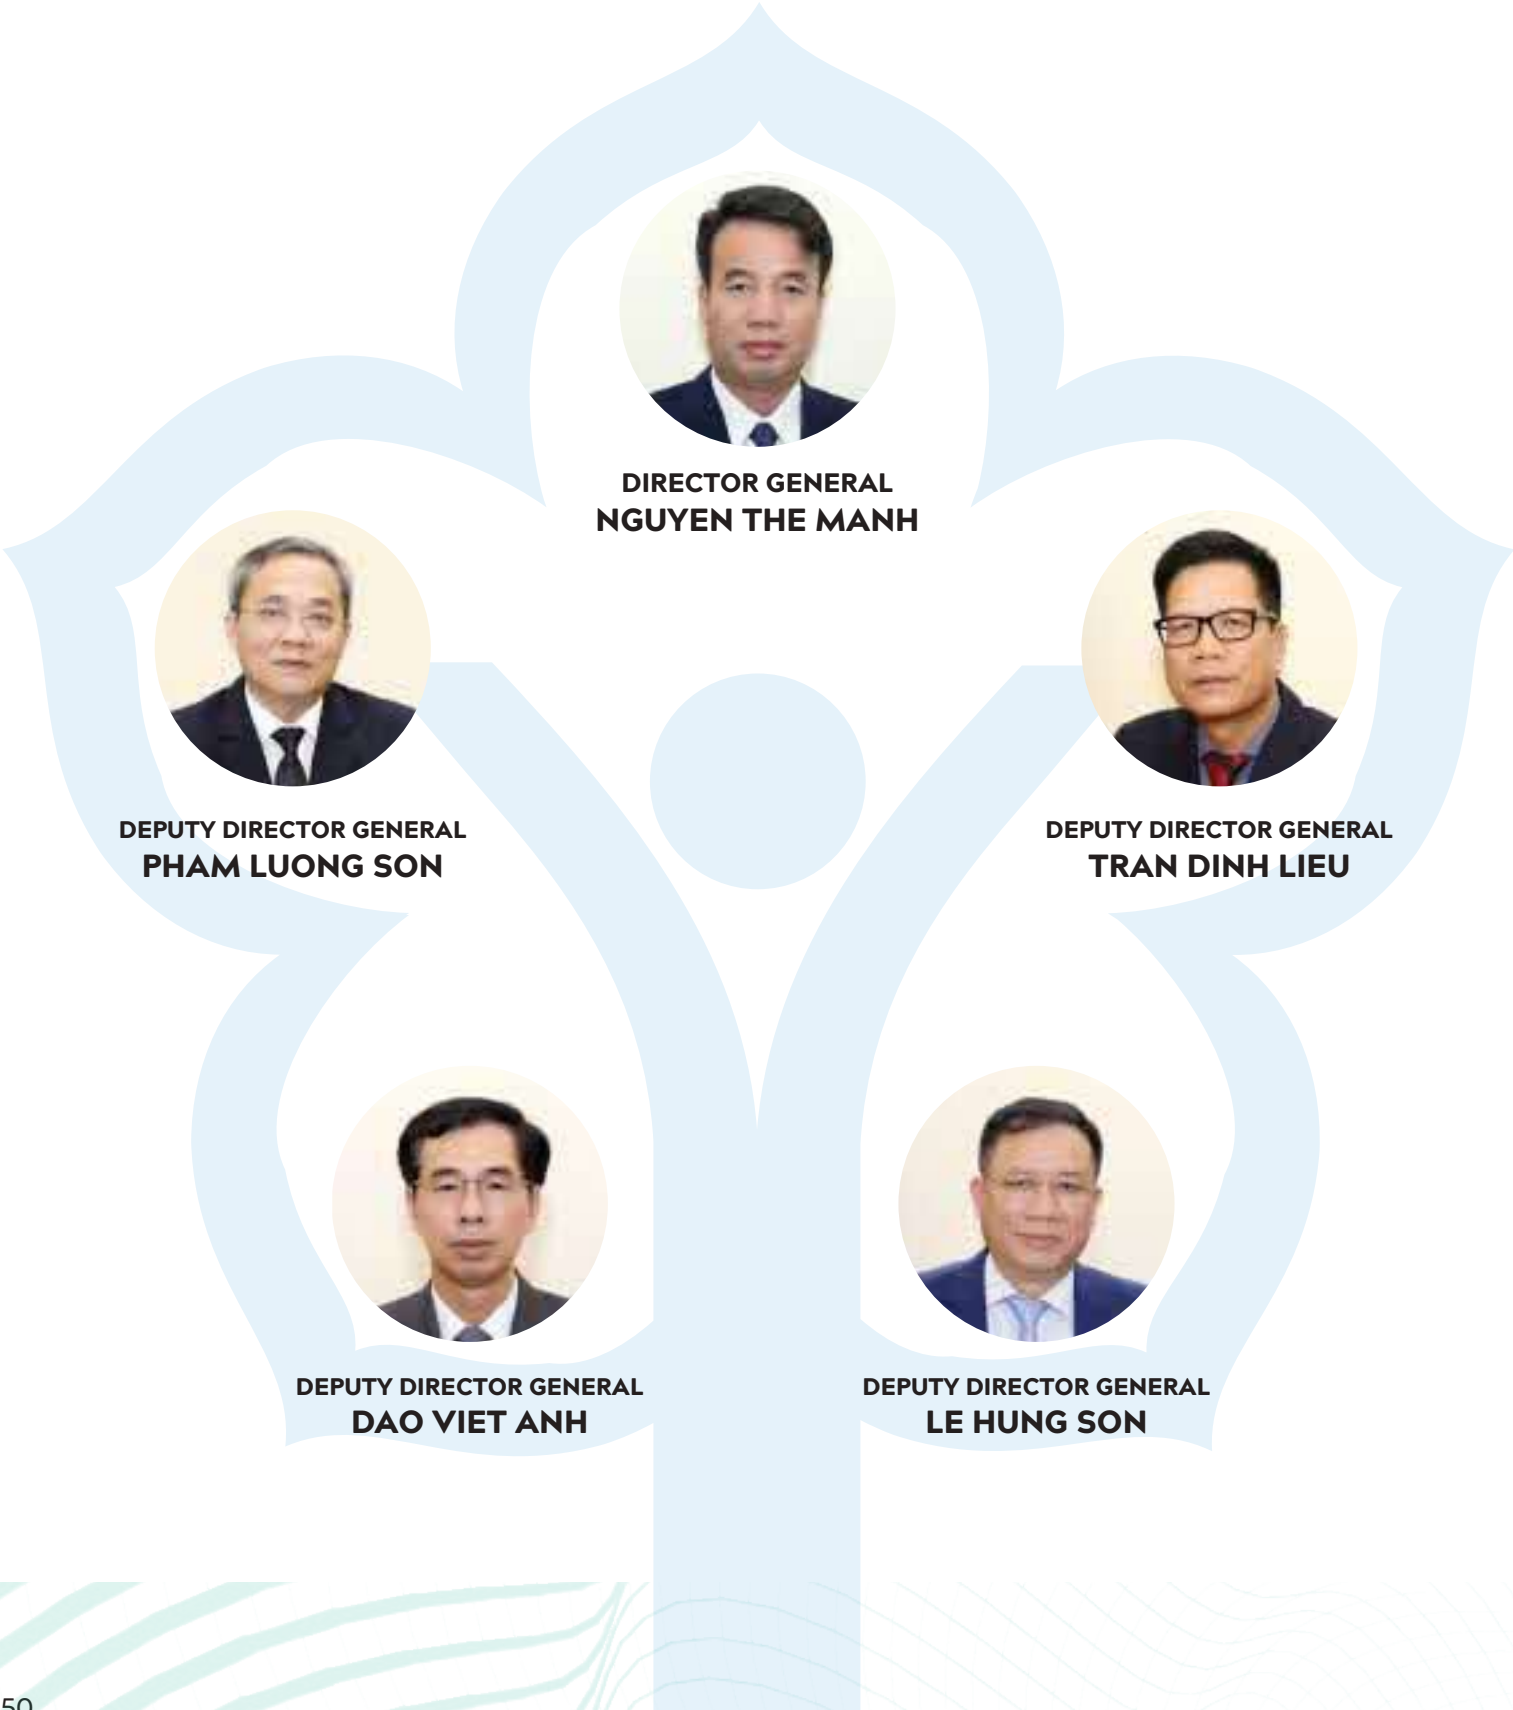 DIRECTOR GENERAL
NGUYEN THE MANH
DEPUTY DIRECTOR GENERAL
PHAM LUONG SON
DEPUTY DIRECTOR GENERAL
TRAN DINH LIEU
DEPUTY DIRECTOR GENERAL
DAO VIET ANH
DEPUTY DIRECTOR GENERAL
LE HUNG SON
50